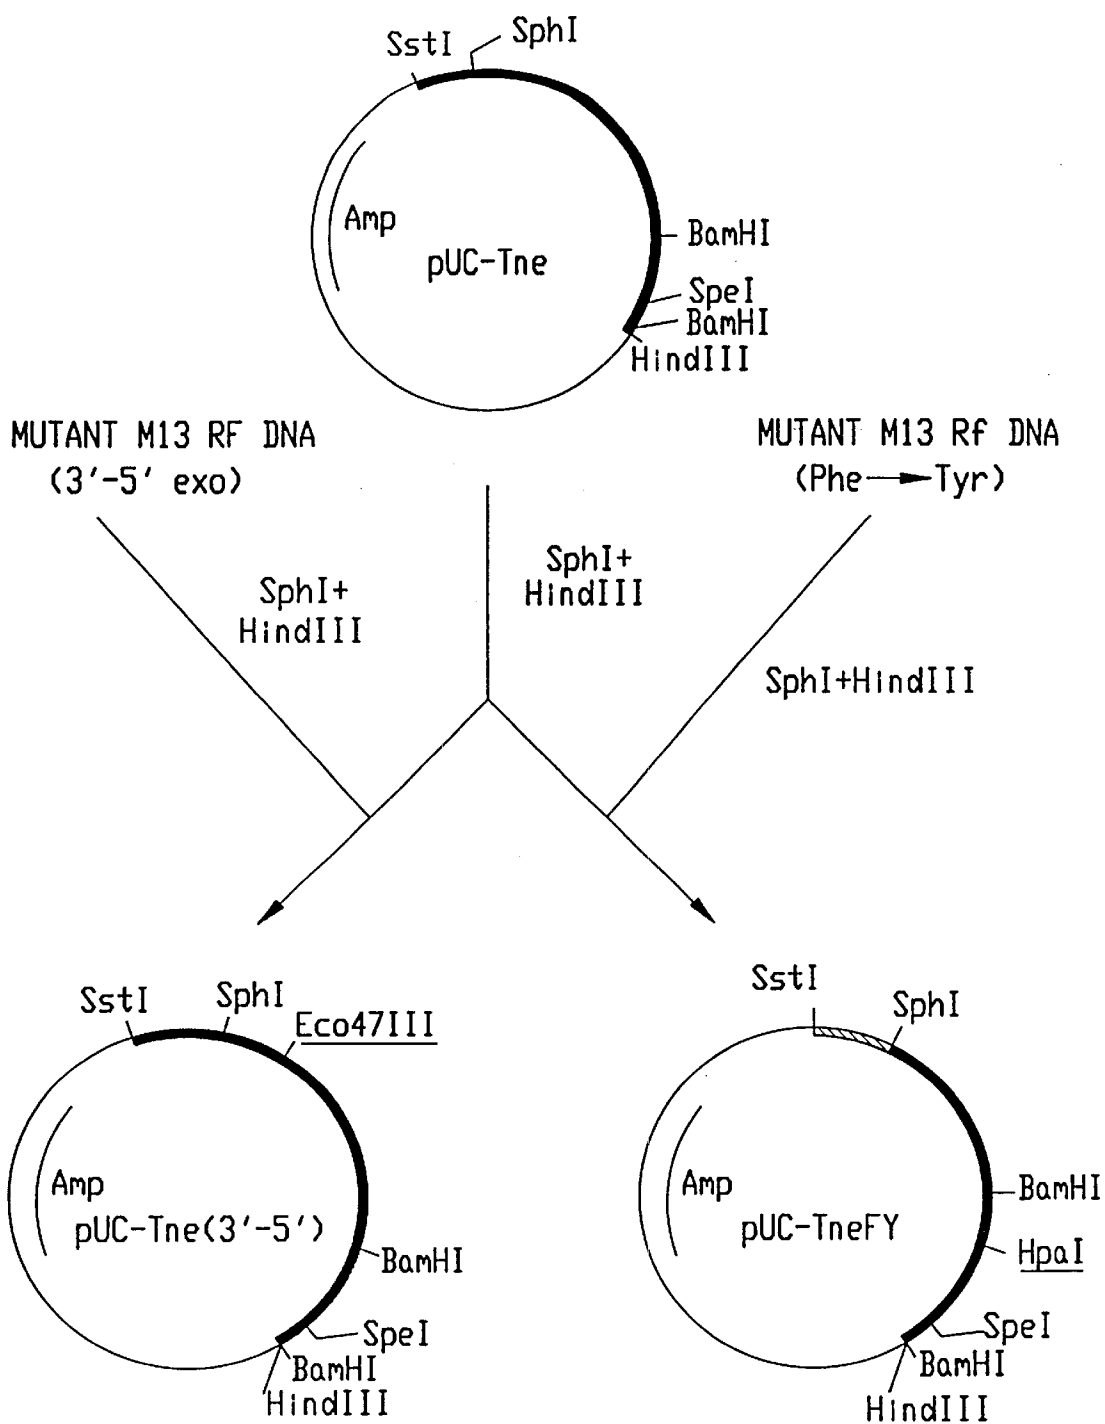 SstI
SphI
Amp
pUC-Tne
BamHI
SpeI
BamHI
HindIII
MUTANT M13 RF DNA
(3'-5' exo)
MUTANT M13 Rf DNA
(Phe→Tyr)
SphI+
HindIII
SphI+
HindIII
SphI+HindIII
SstI
SphI
Eco47III
Amp
pUC-Tne(3'-5')
BamHI
SpeI
BamHI
HindIII
SstI
SphI
Amp
pUC-TneFY
BamHI
HpaI
SpeI
BamHI
HindIII